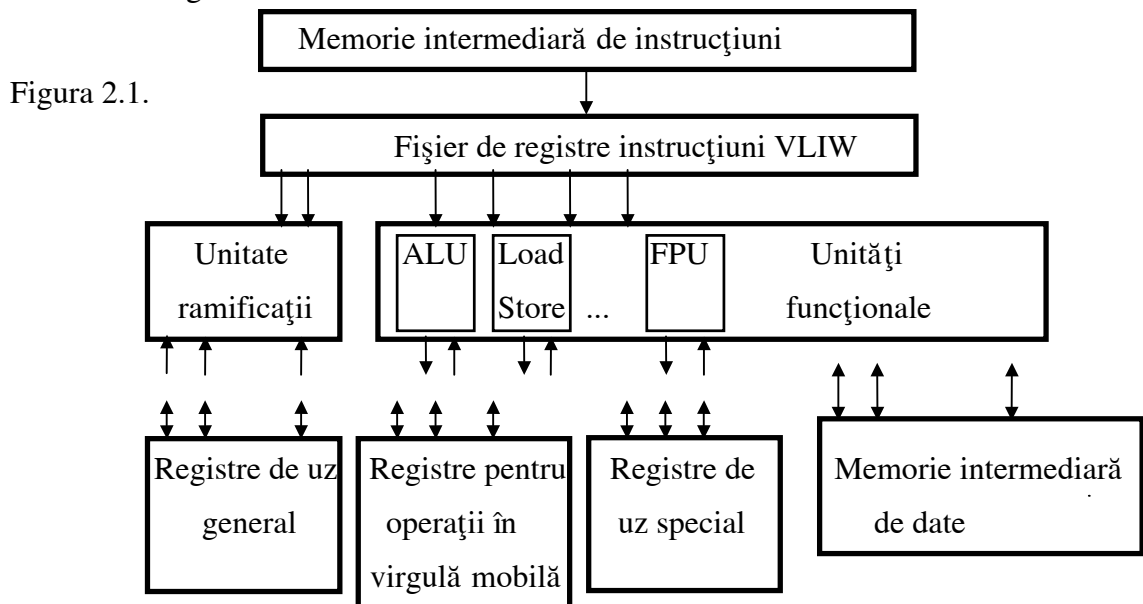 Memorie intermediară de instrucţiuni
Figura 2.1.
Fişier de registre instrucţiuni VLIW
Unitate
ramificaţii
ALU
Load
Store
...
FPU
Unităţi
funcţionale
Registre de uz
general
Registre pentru
operaţii în
virgulă mobilă
Registre de
uz special
Memorie intermediară
de date